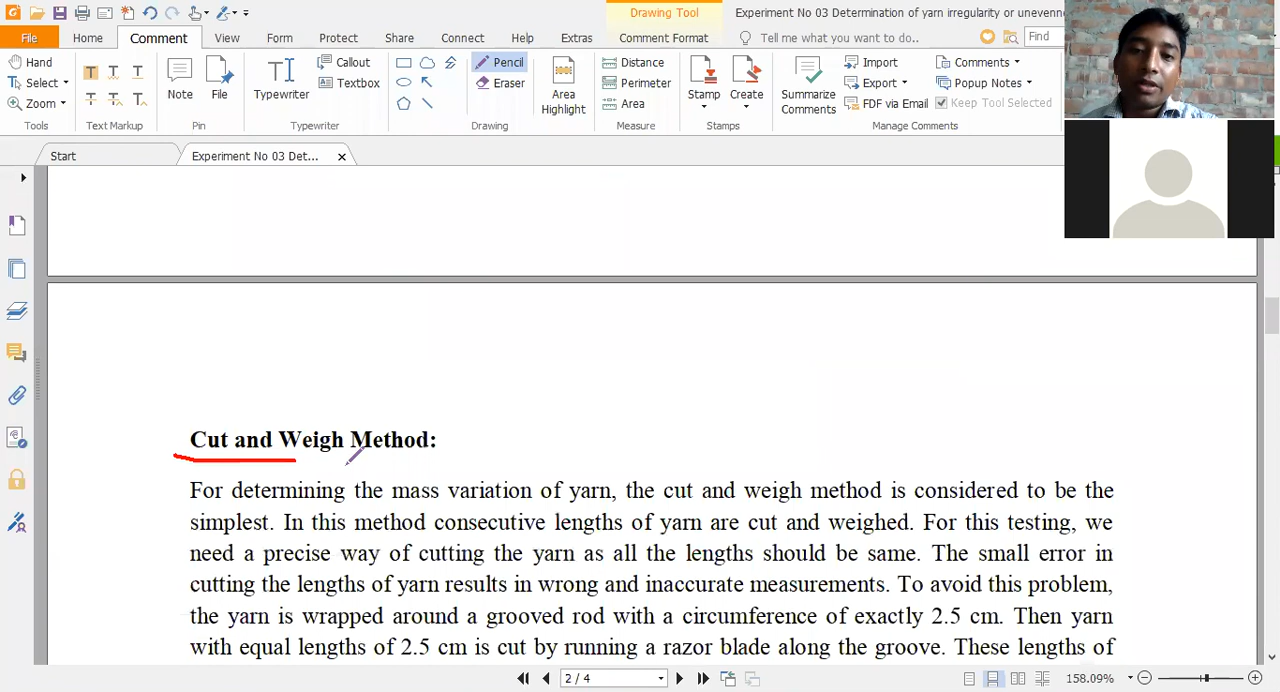 Drawing Tool
Experiment No 03 Determination of yarn irregularity or unevenn
File Home Comment View Form Protect Share Connect Help Extras Comment Format Tell me what you want to do.. Find
Hand
Select
Zoom
Tools
Text Markup
Note File
Pin
Typewriter
Callout
Textbox
Typewriter
Pencil
Eraser
Drawing
Area Highlight
Distance
Perimeter
Area
Measure
Stamp Create
Stamps
Summarize Comments
Import
Export
FDF via Email
Comments
Popup Notes
Keep Tool Selected
Manage Comments
Start
Experiment No 03 Det...
Cut and Weigh Method:
For determining the mass variation of yarn, the cut and weigh method is considered to be the
simplest. In this method consecutive lengths of yarn are cut and weighed. For this testing, we
need a precise way of cutting the yarn as all the lengths should be same. The small error in
cutting the lengths of yarn results in wrong and inaccurate measurements. To avoid this problem,
the yarn is wrapped around a grooved rod with a circumference of exactly 2.5 cm. Then yarn
with equal lengths of 2.5 cm is cut by running a razor blade along the groove. These lengths of
2 / 4
158.09%